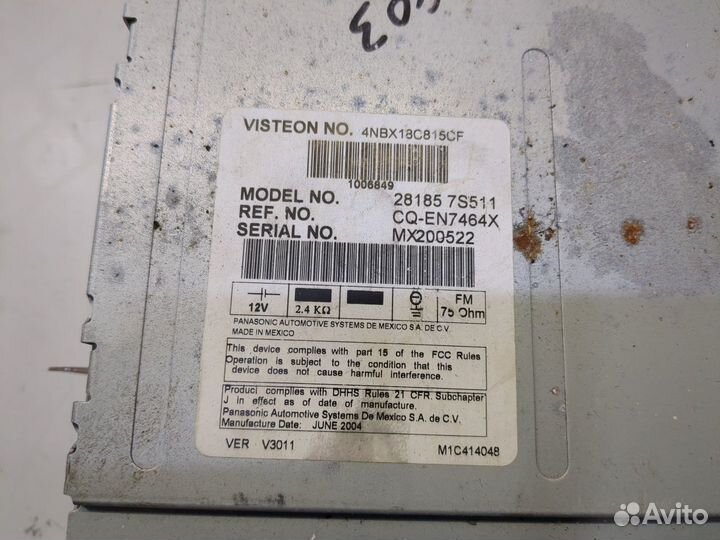 403
VISTEON NO. 4NBX18C815CF
1006849
MODEL NO. 28185 7S511
REF. NO. CQ-EN7464X
SERIAL NO. MX200522
12V
2.4 KΩ
FM
75 Ohm
PANASONIC AUTOMOTIVE SYSTEMS DE MEXICO S.A. DE C.V.
MADE IN MEXICO
This device complies with part 15 of the FCC Rules
Operation is subject to the condition that this
device does not cause harmful interference.
Product complies with DHHS Rules 21 CFR. Subchapter
J in effect as of date of manufacture.
Panasonic Automotive Systems De Mexico S.A. de C.V.
Manufacture Date: JUNE 2004
VER V3011
M1C414048
Avito